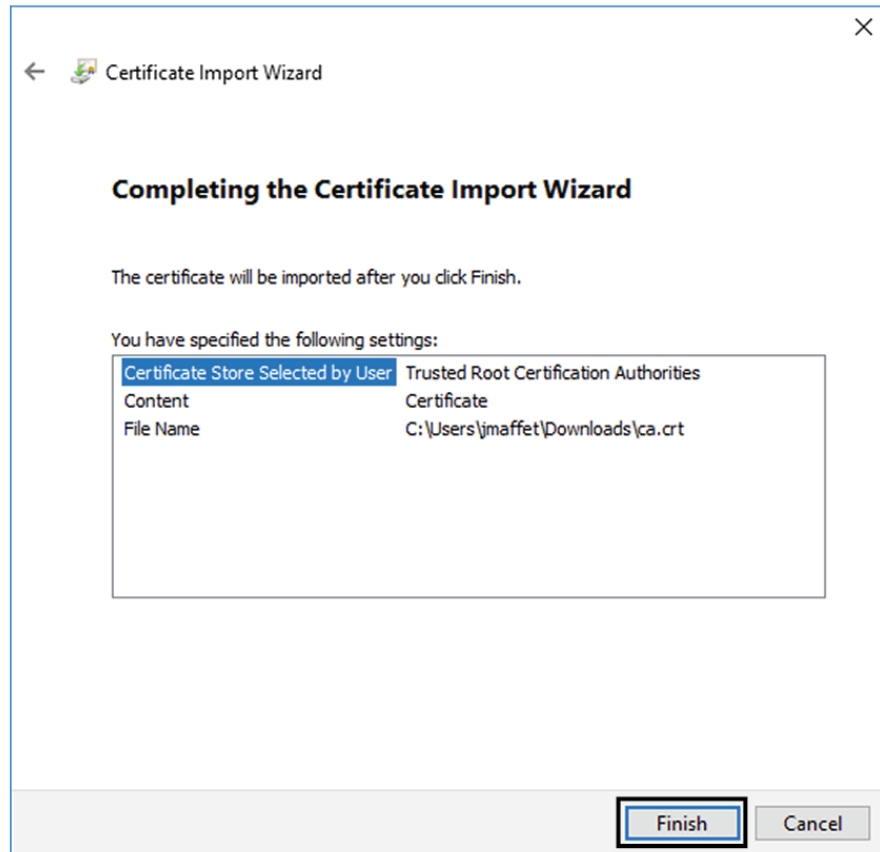 Certificate Import Wizard
Completing the Certificate Import Wizard
The certificate will be imported after you click Finish.
You have specified the following settings:
Certificate Store Selected by User Trusted Root Certification Authorities
Content Certificate
File Name C:\Users\jmaffet\Downloads\ca.crt
Finish Cancel